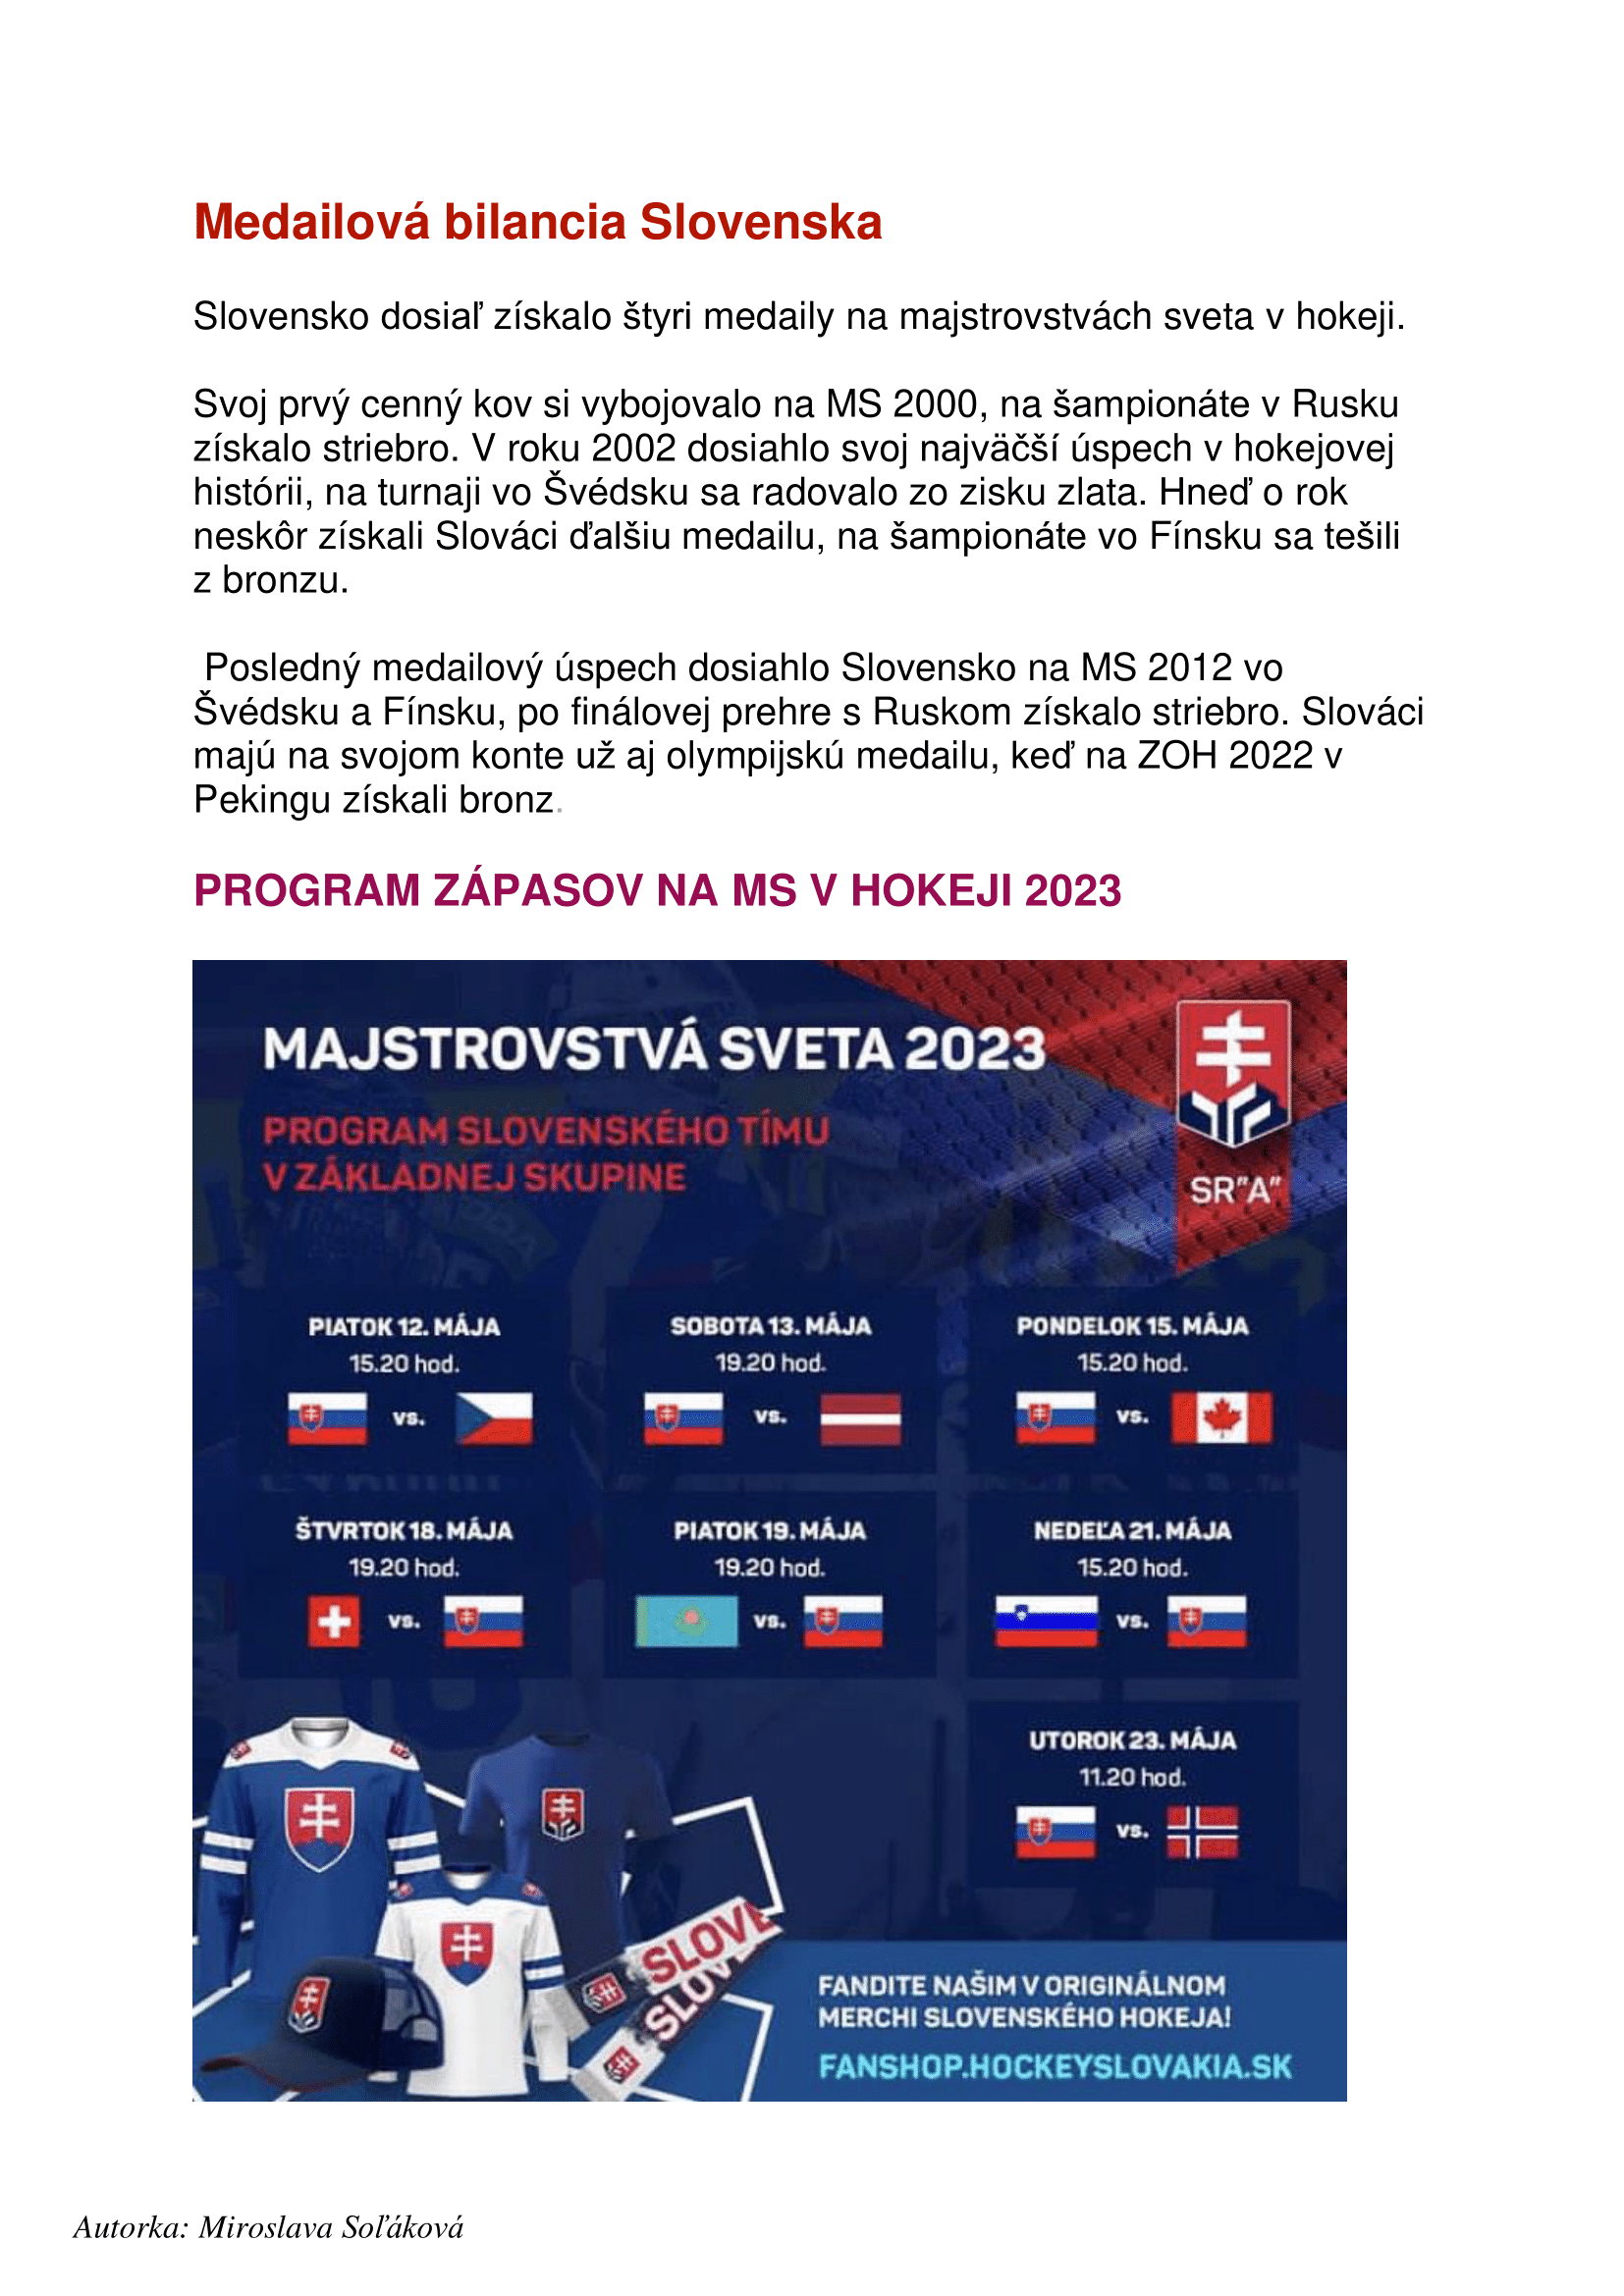 Medailová bilancia Slovenska
Slovensko dosiaľ získalo štyri medaily na majstrovstvách sveta v hokeji.
Svoj prvý cenný kov si vybojovalo na MS 2000, na šampionáte v Rusku
získalo striebro. V roku 2002 dosiahlo svoj najväčší úspech v hokejovej
histórii, na turnaji vo Švédsku sa radovalo zo zisku zlata. Hneď o rok
neskôr získali Slováci ďalšiu medailu, na šampionáte vo Fínsku sa tešili
z bronzu.
Posledný medailový úspech dosiahlo Slovensko na MS 2012 vo
Švédsku a Fínsku, po finálovej prehre s Ruskom získalo striebro. Slováci
majú na svojom konte už aj olympijskú medailu, keď na ZOH 2022 v
Pekingu získali bronz.
PROGRAM ZÁPASOV NA MS V HOKEJI 2023
MAJSTROVSTVÁ SVETA 2023
PROGRAM SLOVENSKÉHO TÍMU
V ZÁKLADNEJ SKUPINE
SR"A"
PIATOK 12. MÁJA
15.20 hod.
vs.
SOBOTA 13. MÁJA
19.20 hod.
vs.
PONDELOK 15. MÁJA
15.20 hod.
vs.
ŠTVRTOK 18. MÁJA
19.20 hod.
vs.
PIATOK 19. MÁJA
19.20 hod.
vs.
NEDEĽA 21. MÁJA
15.20 hod.
vs.
UTOROK 23. MÁJA
11.20 hod.
vs.
SLOVE
SLOV
FANDITE NAŠIM V ORIGINÁLNOM
MERCHI SLOVENSKÉHO HOKEJA!
FANSHOP.HOCKEYSLOVAKIA.SK
Autorka: Miroslava Soľáková